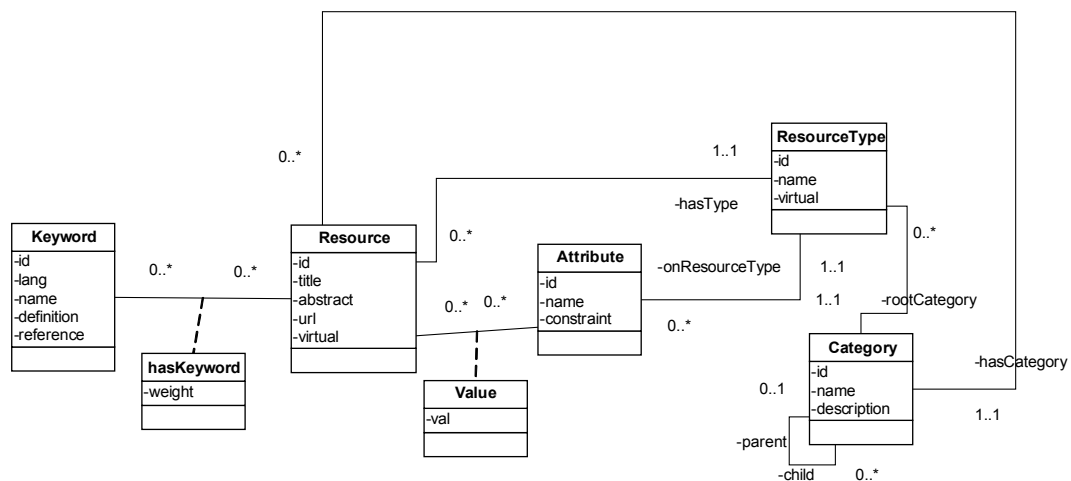 0..*
1..1
-hasType
0..*
ResourceType
-id
-name
-virtual
Keyword
-id
-lang
-name
-definition
-reference
0..*
0..*
hasKeyword
-weight
Resource
-id
-title
-abstract
-url
-virtual
0..*
0..*
Value
-val
Attribute
-id
-name
-constraint
-onResourceType
0..*
1..1
0..*
1..1
-rootCategory
Category
-id
-name
-description
-hasCategory
1..1
0..1
-parent
-child
0..*